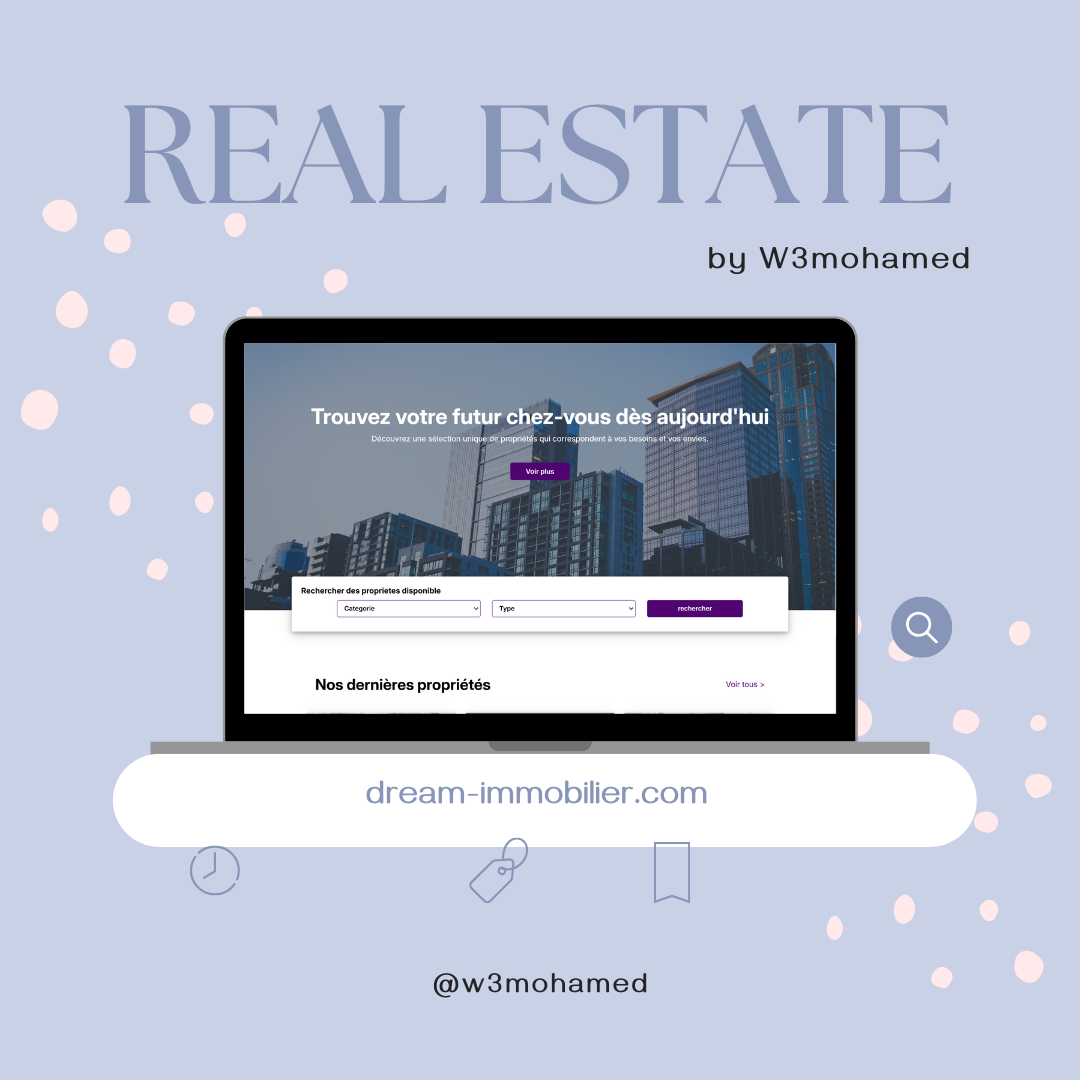 REAL ESTATE
by W3mohamed
Trouvez votre futur chez-vous dès aujourd'hui
Découvrez une sélection unique de propriétés qui correspondent à vos besoins et vos envies.
Voir plus
Rechercher des proprietes disponible
Categorie Type rechercher
Nos dernières propriétés Voir tous >
dream-immobilier.com
@w3mohamed